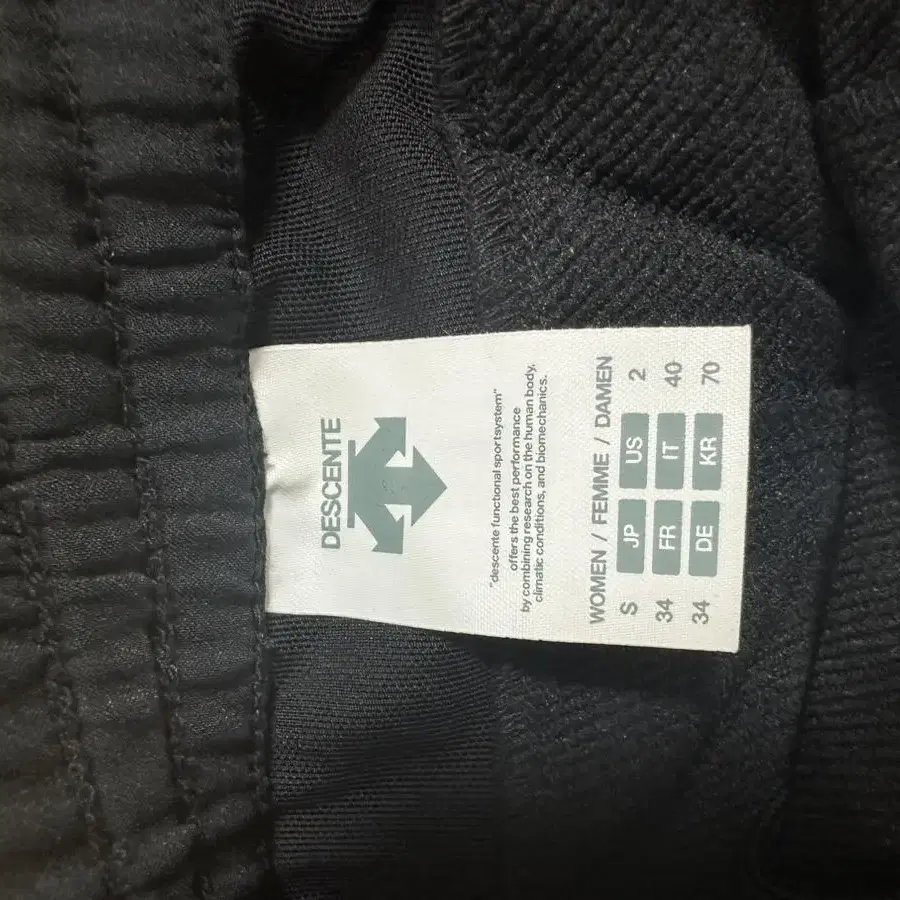 DESCENTE
"descente functional sportsystem"
offers the best performance
by combining research on the human body,
climatic conditions, and biomechanics.
WOMEN / FEMME / DAMEN
S JP US 2
34 FR IT 40
34 DE KR 70